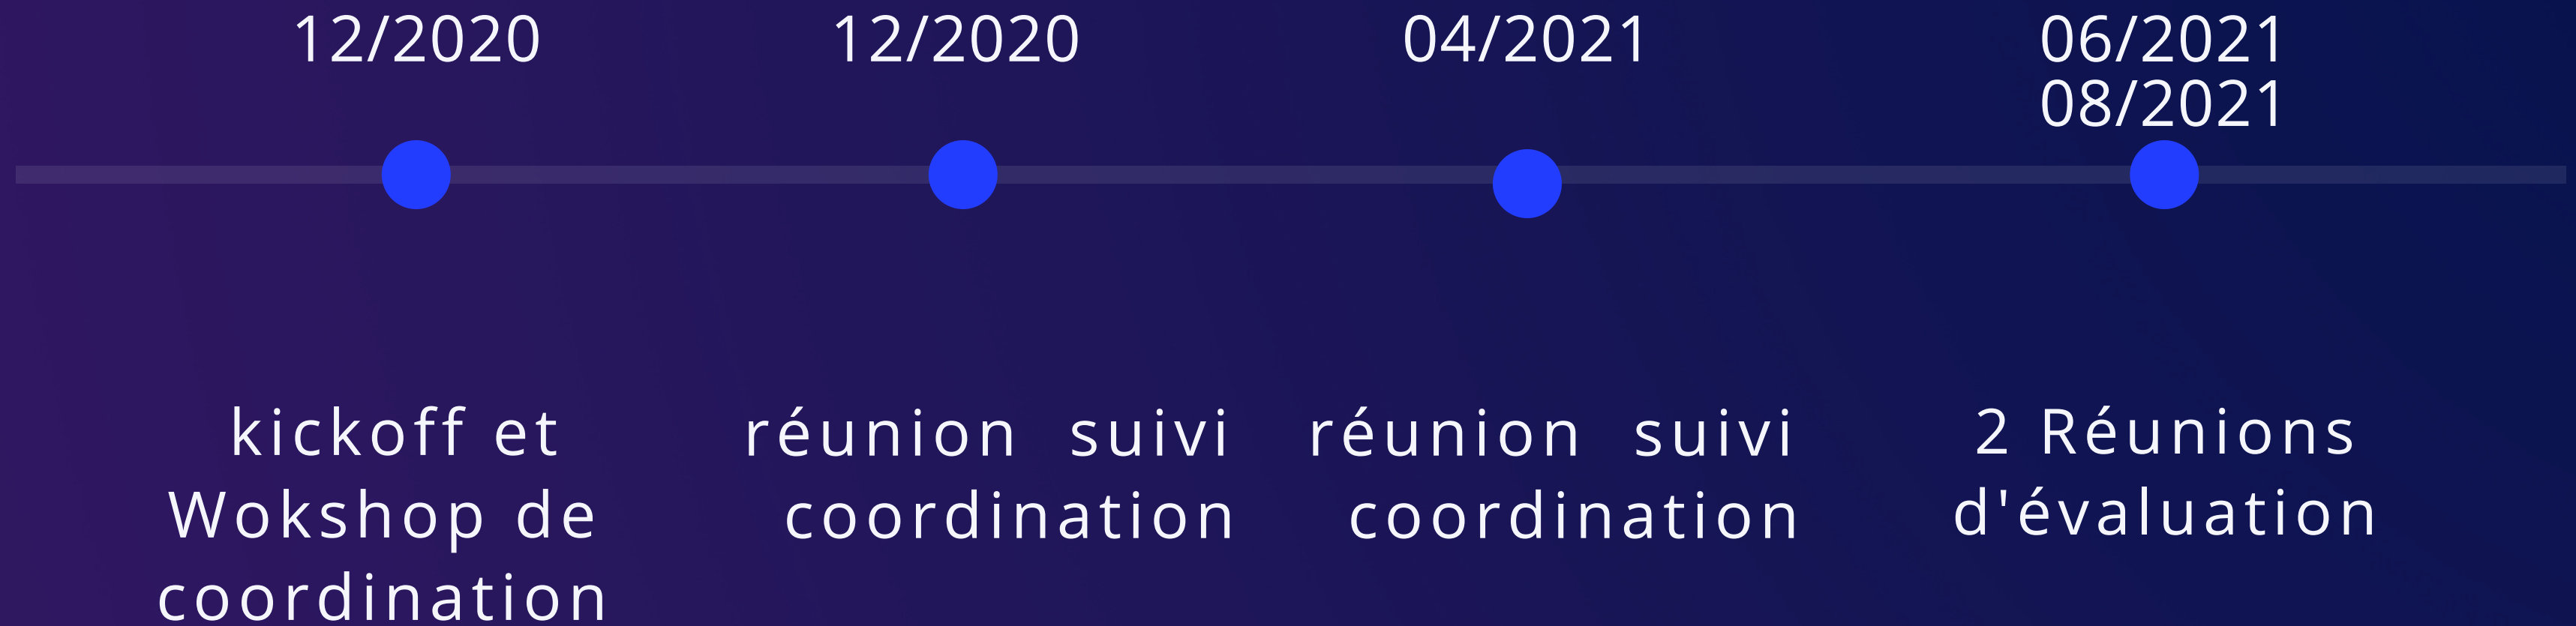 12/2020
12/2020
04/2021
06/2021
08/2021
kickoff et
Wokshop de
coordination
réunion suivi
coordination
réunion suivi
coordination
2 Réunions
d'évaluation